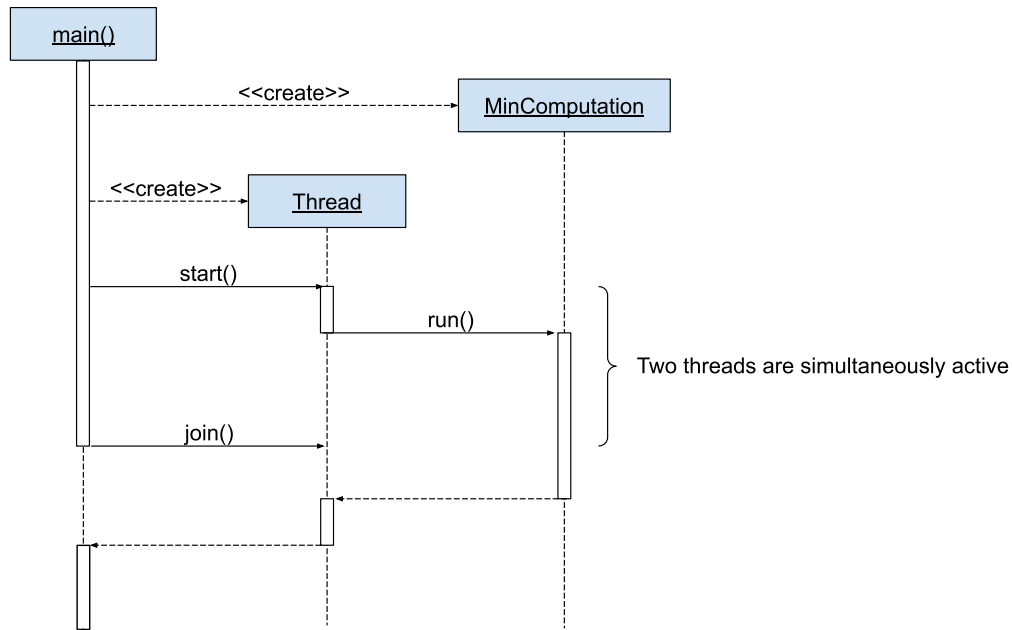 main()
<<create>>
MinComputation
<<create>>
Thread
start()
run()
Two threads are simultaneously active
join()